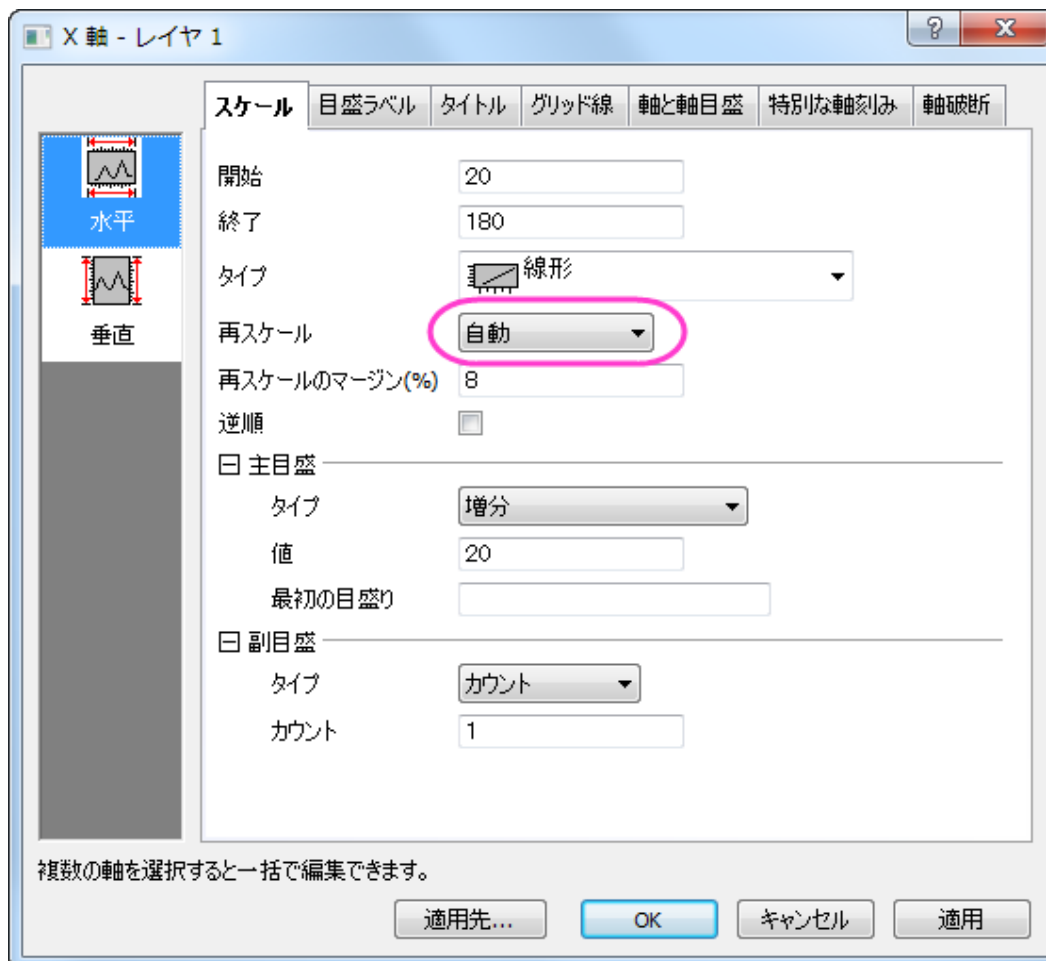 X 軸 - レイヤ 1
スケール 目盛ラベル タイトル グリッド線 軸と軸目盛 特別な軸刻み 軸破断
水平
垂直
開始 20
終了 180
タイプ 線形
再スケール 自動
再スケールのマージン(%) 8
逆順
主目盛
タイプ 増分
値 20
最初の目盛り
副目盛
タイプ カウント
カウント 1
複数の軸を選択すると一括で編集できます。
適用先... OK キャンセル 適用